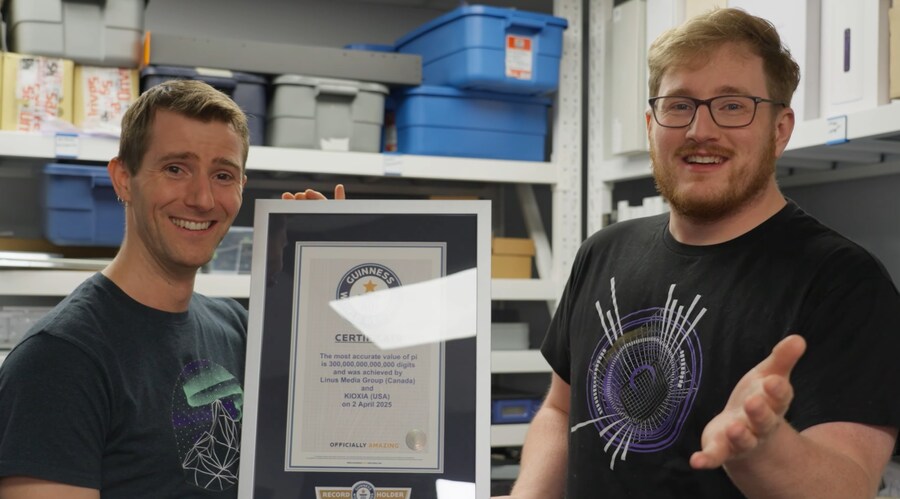 GUINNESS
CERTIFICATE
The most accurate value of pi
is 300,000,000,000,000 digits
and was achieved by
Linus Media Group (Canada)
and
KIOXIA (USA)
on 2 April 2025
OFFICIALLY AMAZING
RECORD HOLDER